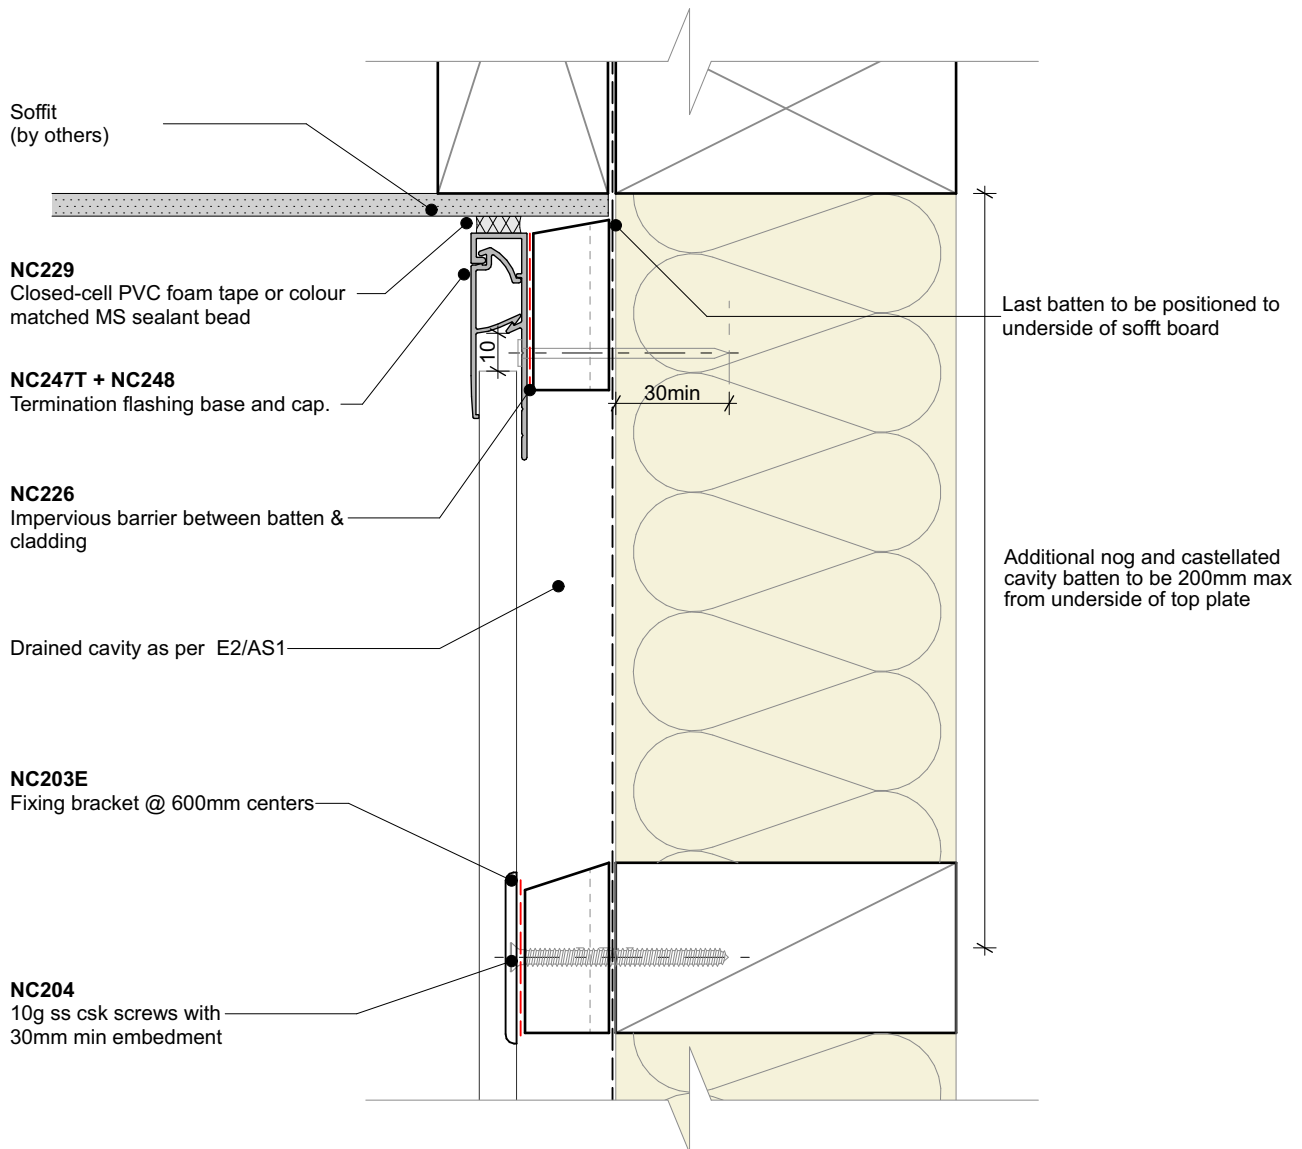 Soffit
(by others)
NC229
Closed-cell PVC foam tape or colour
matched MS sealant bead
NC247T + NC248
Termination flashing base and cap.
NC226
Impervious barrier between batten &
cladding
Drained cavity as per E2/AS1
NC203E
Fixing bracket @ 600mm centers
NC204
10g ss csk screws with
30mm min embedment
10
30min
Last batten to be positioned to
underside of sofft board
Additional nog and castellated
cavity batten to be 200mm max
from underside of top plate